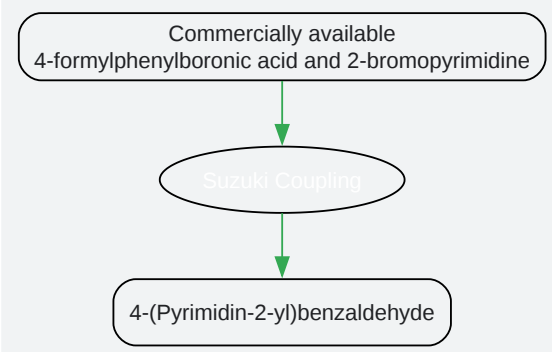 Commercially available
4-formylphenylboronic acid and 2-bromopyrimidine
Suzuki Coupling
4-(Pyrimidin-2-yl)benzaldehyde